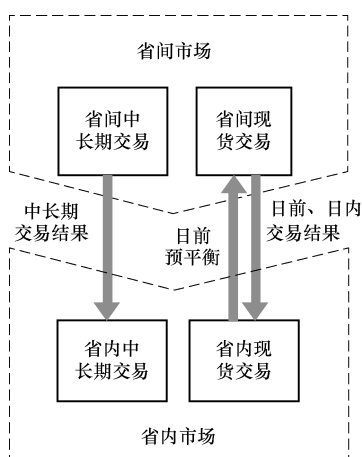 省间市场
省间中
长期交易
省间现
货交易
中长期
交易结果
日前
预平衡
日前、日内
交易结果
省内中
长期交易
省内现
货交易
省内市场